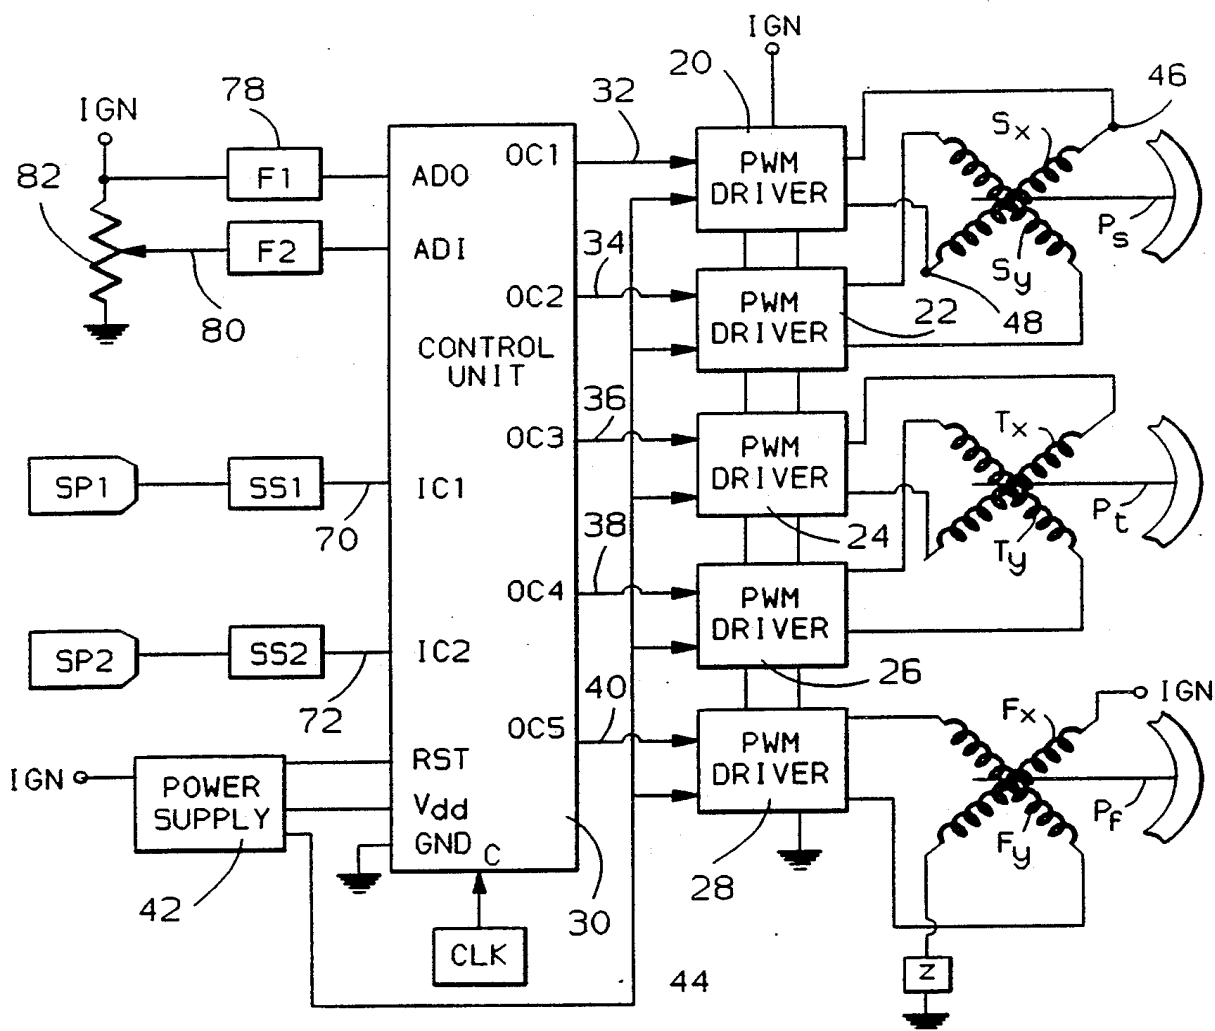 IGN
20
46
78
32
IGN
OC1
PWM
DRIVER
Sx
82
F1
AD0
Ps
F2
ADI
34
Sy
80
OC2
PWM
DRIVER
22
48
CONTROL
UNIT
36
OC3
PWM
DRIVER
Tx
SP1
SS1
IC1
Pt
70
38
24
Ty
OC4
PWM
DRIVER
SP2
SS2
IC2
26
72
40
IGN
OC5
PWM
DRIVER
Fx
IGN
POWER
SUPPLY
RST
Vdd
GND
C
Pf
Fy
42
28
30
CLK
44
Z